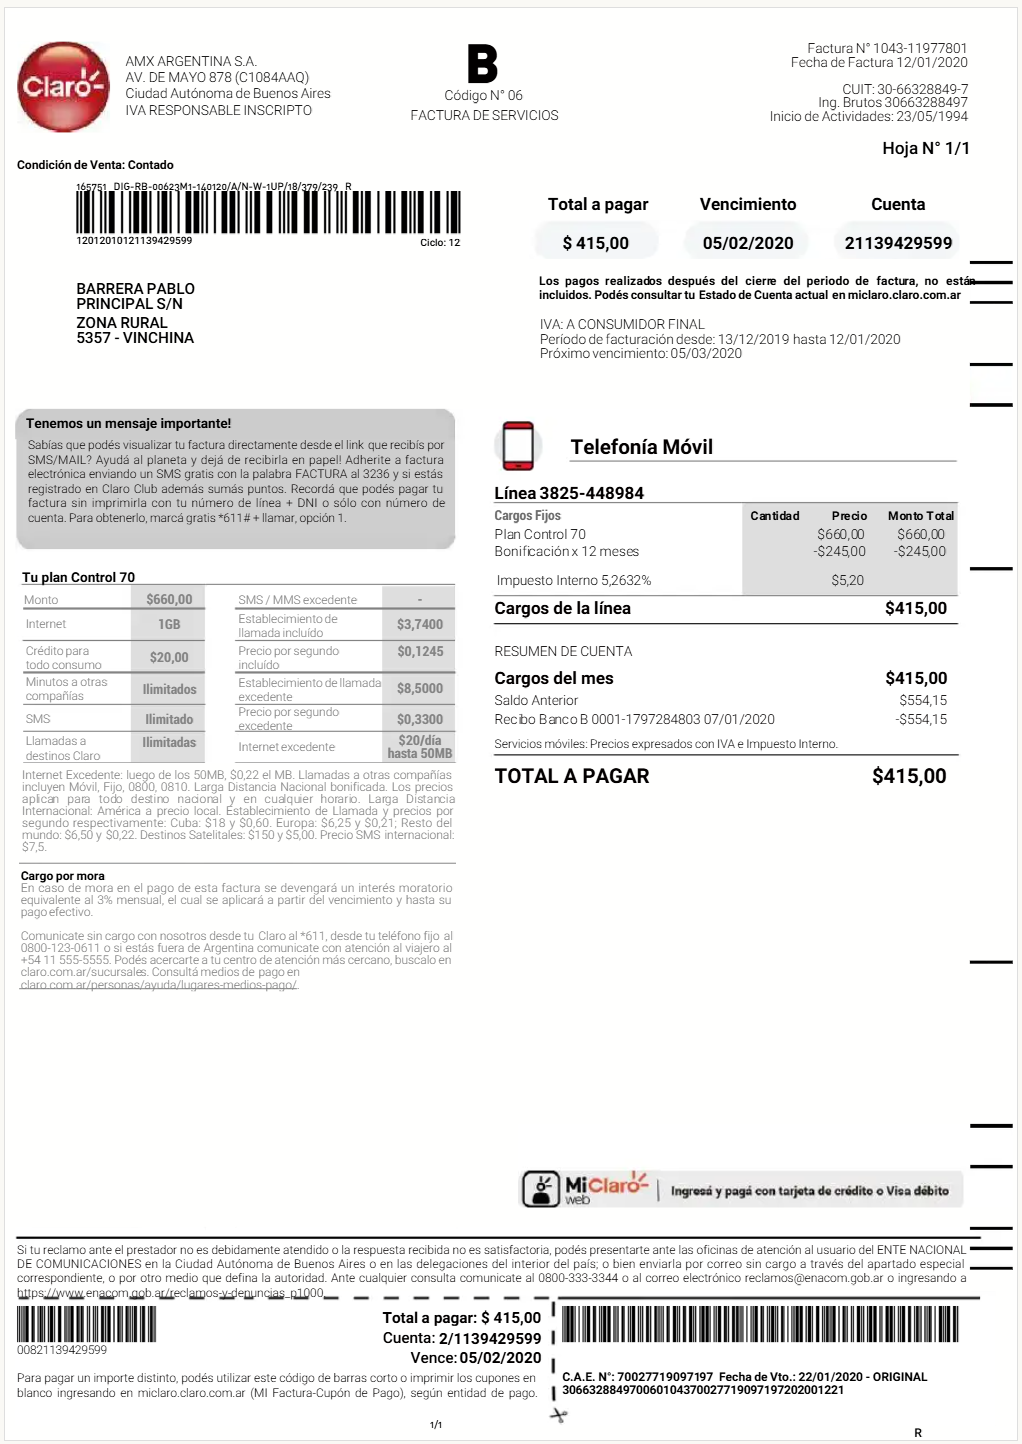 Claro
AMX ARGENTINA S.A.
AV. DE MAYO 878 (C1084AAQ)
Ciudad Autónoma de Buenos Aires
IVA RESPONSABLE INSCRIPTO
B
Código N° 06
FACTURA DE SERVICIOS
Factura N° 1043-11977801
Fecha de Factura 12/01/2020
CUIT: 30-66328849-7
Ing. Brutos 30663288497
Inicio de Actividades: 23/05/1994
Hoja N° 1/1
Condición de Venta: Contado
165751 DIG-RB-00623M1-140120/A/N-W-1UP/18/379/239 R
12012010121139429599 Ciclo: 12
Total a pagar Vencimiento Cuenta
$ 415,00 05/02/2020 21139429599
Los pagos realizados después del cierre del periodo de factura, no están
incluidos. Podés consultar tu Estado de Cuenta actual en miclaro.claro.com.ar
BARRERA PABLO
PRINCIPAL S/N
ZONA RURAL
5357 - VINCHINA
IVA: A CONSUMIDOR FINAL
Período de facturación desde: 13/12/2019 hasta 12/01/2020
Próximo vencimiento: 05/03/2020
Tenemos un mensaje importante!
Sabías que podés visualizar tu factura directamente desde el link que recibís por
SMS/MAIL? Ayudá al planeta y dejá de recibirla en papel! Adherite a factura
electrónica enviando un SMS gratis con la palabra FACTURA al 3236 y si estás
registrado en Claro Club además sumás puntos. Recordá que podés pagar tu
factura sin imprimirla con tu número de línea + DNI o sólo con número de
cuenta. Para obtenerlo, marcá gratis *611# + llamar, opción 1.
Tu plan Control 70
Monto $660,00 SMS / MMS excedente -
Internet 1GB Establecimiento de
llamada incluído $3,7400
Crédito para
todo consumo $20,00 Precio por segundo
incluído $0,1245
Minutos a otras
compañías Ilimitados Establecimiento de llamada
excedente $8,5000
SMS Ilimitado Precio por segundo
excedente $0,3300
Llamadas a
destinos Claro Ilimitadas Internet excedente $20/día
hasta 50MB
Internet Excedente: luego de los 50MB, $0,22 el MB. Llamadas a otras compañías
incluyen Móvil, Fijo, 0800, 0810. Larga Distancia Nacional bonificada. Los precios
aplican para todo destino nacional y en cualquier horario. Larga Distancia
Internacional: América a precio local. Establecimiento de Llamada y precios por
segundo respectivamente: Cuba: $18 y $0,60. Europa: $6,25 y $0,21; Resto del
mundo: $6,50 y $0,22. Destinos Satelitales: $150 y $5,00. Precio SMS internacional:
$7,5.
Cargo por mora
En caso de mora en el pago de esta factura se devengará un interés moratorio
equivalente al 3% mensual, el cual se aplicará a partir del vencimiento y hasta su
pago efectivo.
Comunicate sin cargo con nosotros desde tu Claro al *611, desde tu teléfono fijo al
0800-123-0611 o si estás fuera de Argentina comunicate con atención al viajero al
+54 11 555-5555. Podés acercarte a tu centro de atención más cercano, buscalo en
claro.com.ar/sucursales. Consultá medios de pago en
claro.com.ar/personas/ayuda/lugares-medios-pago/
Telefonía Móvil
Línea 3825-448984
Cargos Fijos Cantidad Precio Monto Total
Plan Control 70 $660,00 $660,00
Bonificación x 12 meses -$245,00 -$245,00
Impuesto Interno 5,2632% $5,20
Cargos de la línea $415,00
RESUMEN DE CUENTA
Cargos del mes $415,00
Saldo Anterior $554,15
Recibo Banco B 0001-1797284803 07/01/2020 -$554,15
Servicios móviles: Precios expresados con IVA e Impuesto Interno.
TOTAL A PAGAR $415,00
MiClaro web Ingresá y pagá con tarjeta de crédito o Visa débito
Si tu reclamo ante el prestador no es debidamente atendido o la respuesta recibida no es satisfactoria, podés presentarte ante las oficinas de atención al usuario del ENTE NACIONAL
DE COMUNICACIONES en la Ciudad Autónoma de Buenos Aires o en las delegaciones del interior del país; o bien enviarla por correo sin cargo a través del apartado especial
correspondiente, o por otro medio que defina la autoridad. Ante cualquier consulta comunicate al 0800-333-3344 o al correo electrónico reclamos@enacom.gob.ar o ingresando a
https://www.enacom.gob.ar/reclamos-y-denuncias_p1000.
00821139429599
Total a pagar: $ 415,00
Cuenta: 2/1139429599
Vence: 05/02/2020
Para pagar un importe distinto, podés utilizar este código de barras corto o imprimir los cupones en
blanco ingresando en miclaro.claro.com.ar (MI Factura-Cupón de Pago), según entidad de pago.
C.A.E. N°: 70027719097197 Fecha de Vto.: 22/01/2020 - ORIGINAL
306632884970060104370027719097197202001221
1/1
R